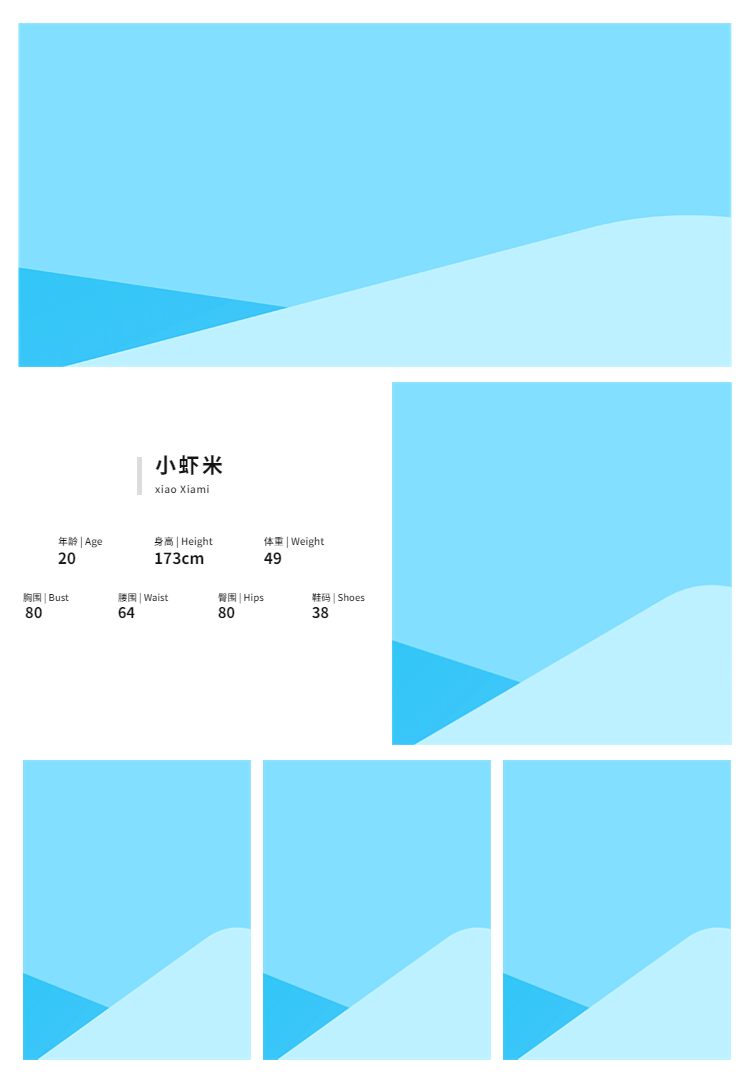 小虾米
xiao Xiami
年龄 | Age 身高 | Height 体重 | Weight
20 173cm 49
胸围 | Bust 腰围 | Waist 臀围 | Hips 鞋码 | Shoes
80 64 80 38